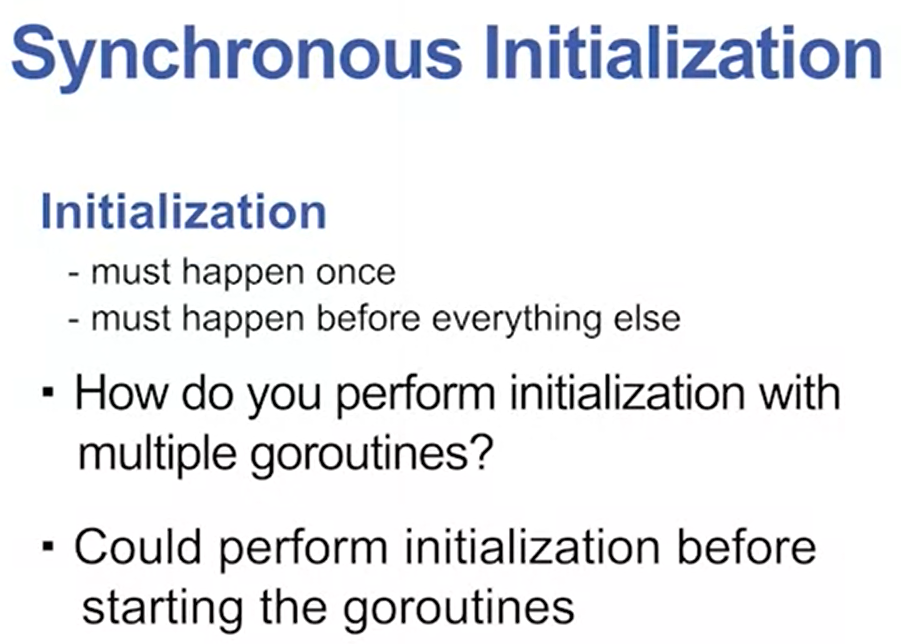 Synchronous Initialization
Initialization
- must happen once
- must happen before everything else
▪ How do you perform initialization with
multiple goroutines?
▪ Could perform initialization before
starting the goroutines